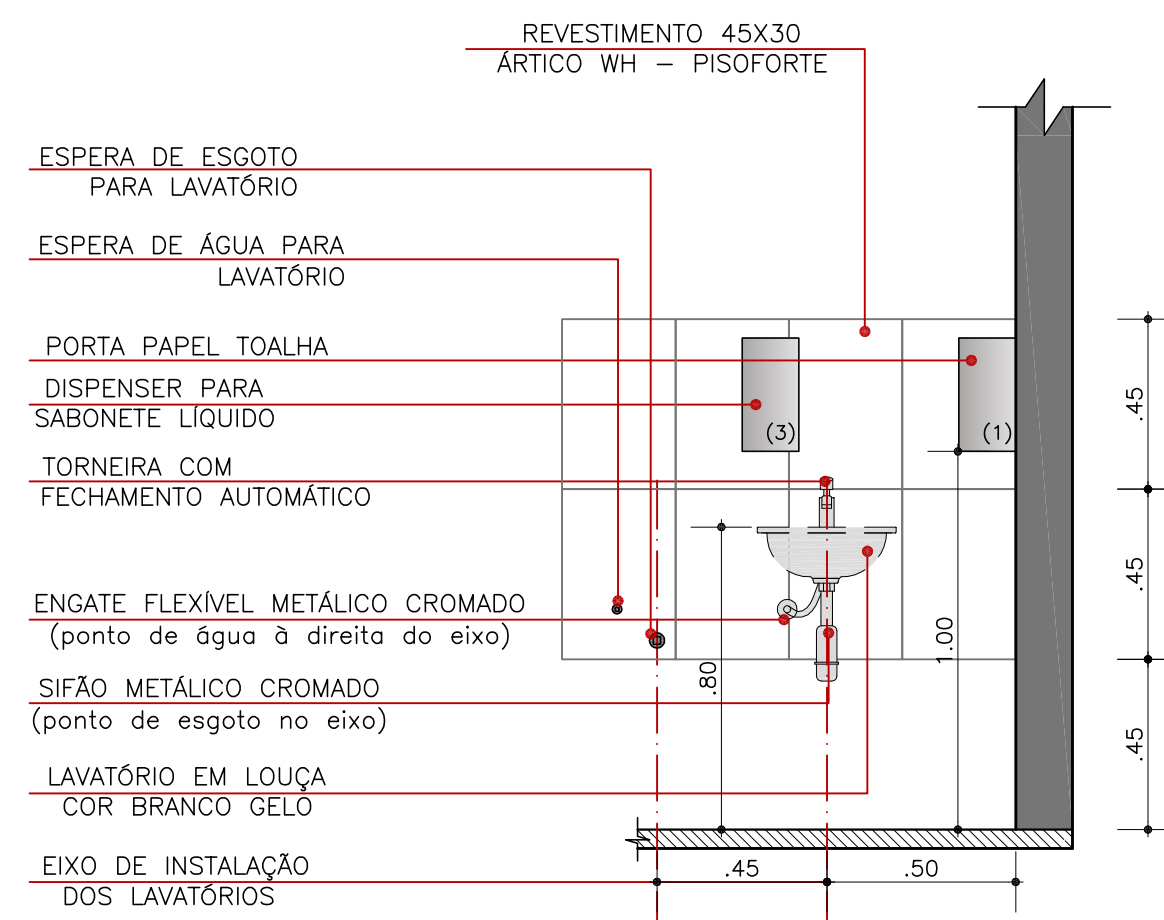 REVESTIMENTO 45X30
ÁRTICO WH – PISOFORTE
ESPERA DE ESGOTO
PARA LAVATÓRIO
ESPERA DE ÁGUA PARA
LAVATÓRIO
PORTA PAPEL TOALHA
DISPENSER PARA
SABONETE LÍQUIDO
(3)
(1)
.45
TORNEIRA COM
FECHAMENTO AUTOMÁTICO
.45
ENGATE FLEXÍVEL METÁLICO CROMADO
(ponto de água à direita do eixo)
1.00
.80
SIFÃO METÁLICO CROMADO
(ponto de esgoto no eixo)
.45
LAVATÓRIO EM LOUÇA
COR BRANCO GELO
EIXO DE INSTALAÇÃO
DOS LAVATÓRIOS
.45
.50